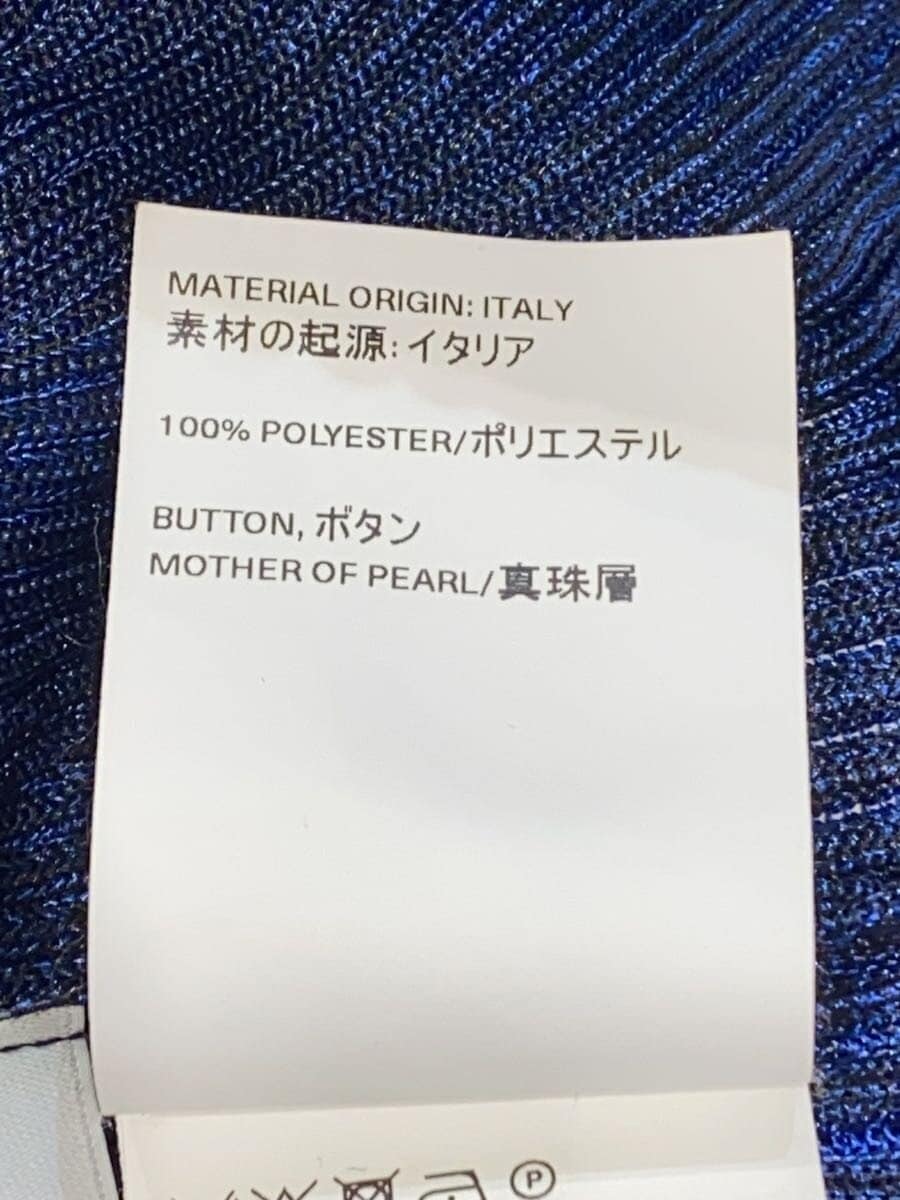 MATERIAL ORIGIN: ITALY
素材の起源: イタリア
100% POLYESTER/ポリエステル
BUTTON, ボタン
MOTHER OF PEARL/真珠層
P